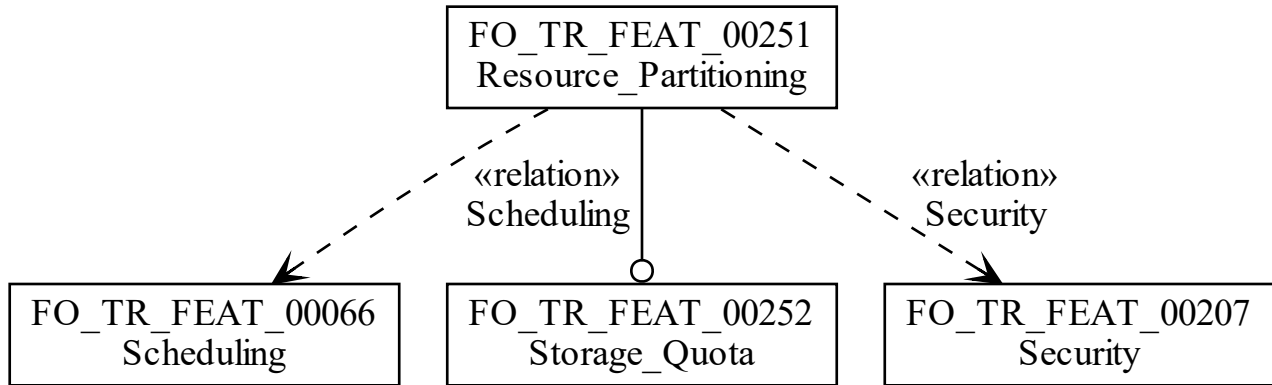 FO_TR_FEAT_00251
Resource_Partitioning
«relation»
Scheduling
«relation»
Security
FO_TR_FEAT_00066
Scheduling
FO_TR_FEAT_00252
Storage_Quota
FO_TR_FEAT_00207
Security